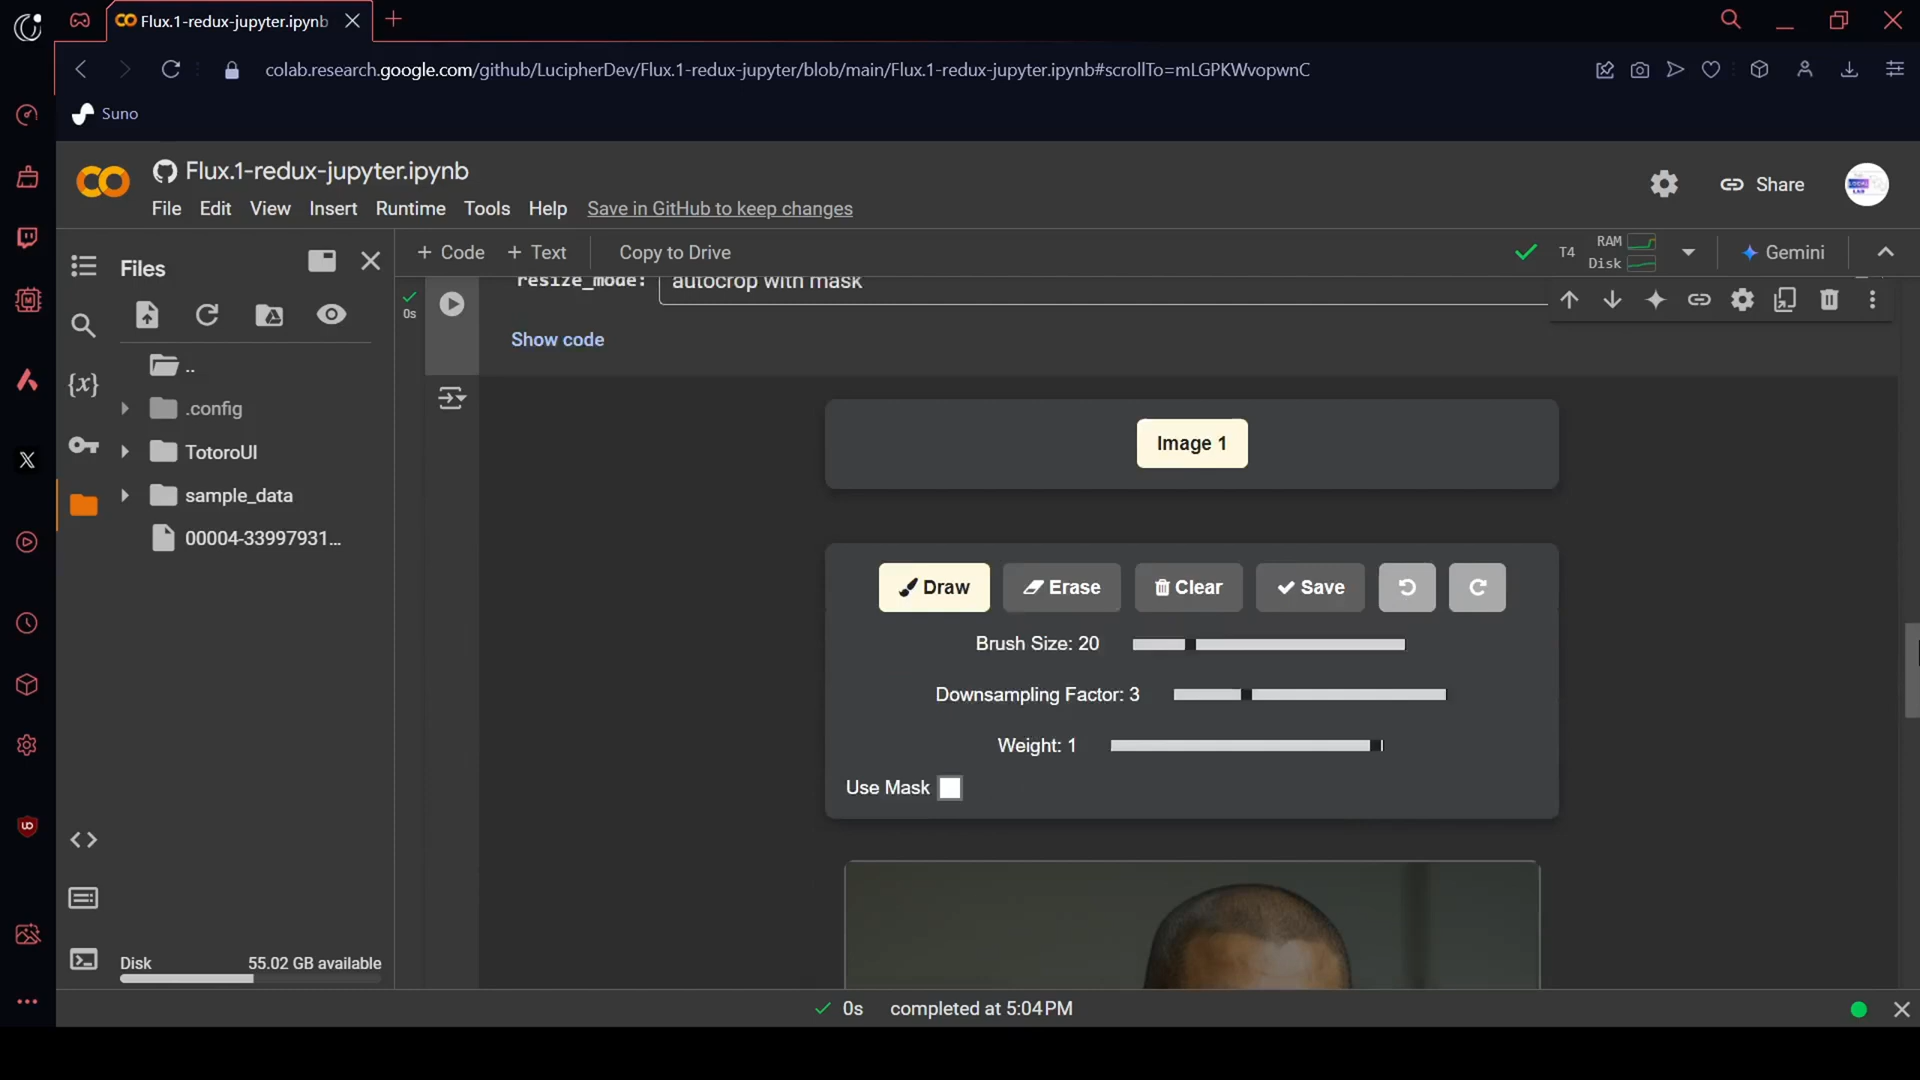 Flux.1-redux-jupyter.ipynb
colab.research.google.com/github/LucipherDev/Flux.1-redux-jupyter/blob/main/Flux.1-redux-jupyter.ipynb#scrollTo=mLGPKWvopwnC
Suno
Flux.1-redux-jupyter.ipynb
File Edit View Insert Runtime Tools Help Save in GitHub to keep changes
Share
Files
+ Code + Text Copy to Drive
T4 RAM
Disk
Gemini
resize_mode: autocrop with mask
0s
Show code
..
.config
TotoroUI
sample_data
00004-33997931...
Image 1
Draw Erase Clear Save
Brush Size: 20
Downsampling Factor: 3
Weight: 1
Use Mask
Disk 55.02 GB available
0s completed at 5:04 PM